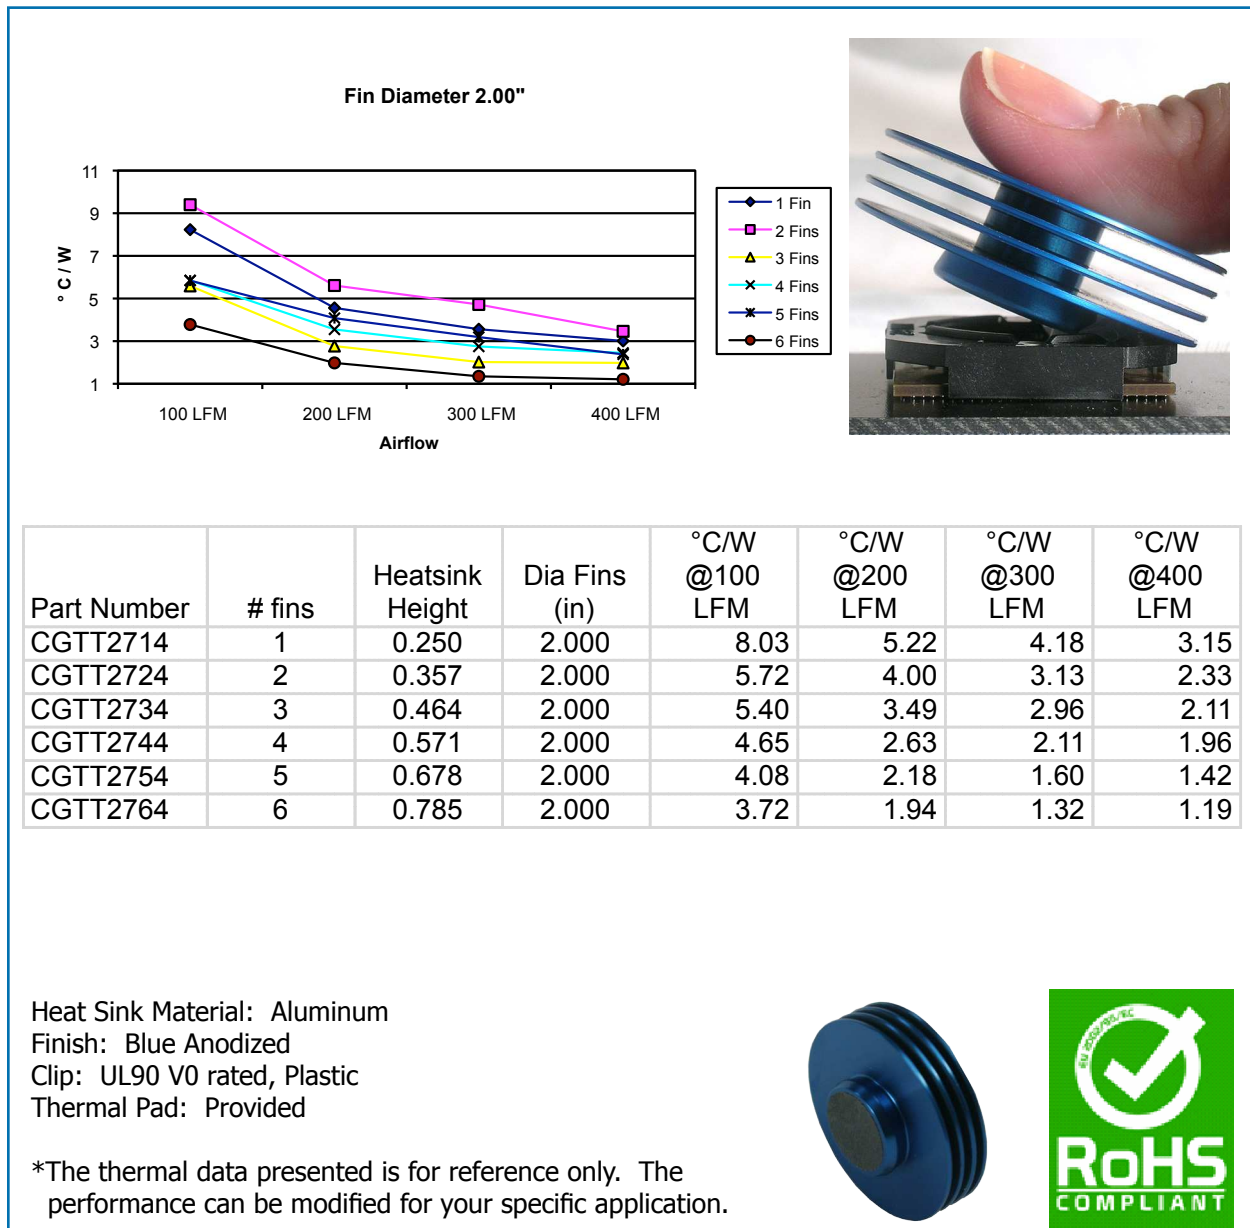 Fin Diameter 2.00"
11
9
7
5
3
1
° C / W
100 LFM 200 LFM 300 LFM 400 LFM
Airflow
1 Fin
2 Fins
3 Fins
4 Fins
5 Fins
6 Fins
Part Number # fins Heatsink Height Dia Fins (in) °C/W @100 LFM °C/W @200 LFM °C/W @300 LFM °C/W @400 LFM
CGTT2714 1 0.250 2.000 8.03 5.22 4.18 3.15
CGTT2724 2 0.357 2.000 5.72 4.00 3.13 2.33
CGTT2734 3 0.464 2.000 5.40 3.49 2.96 2.11
CGTT2744 4 0.571 2.000 4.65 2.63 2.11 1.96
CGTT2754 5 0.678 2.000 4.08 2.18 1.60 1.42
CGTT2764 6 0.785 2.000 3.72 1.94 1.32 1.19
Heat Sink Material: Aluminum
Finish: Blue Anodized
Clip: UL90 V0 rated, Plastic
Thermal Pad: Provided
*The thermal data presented is for reference only. The
performance can be modified for your specific application.
EU 2002/95/EC
RoHS
COMPLIANT